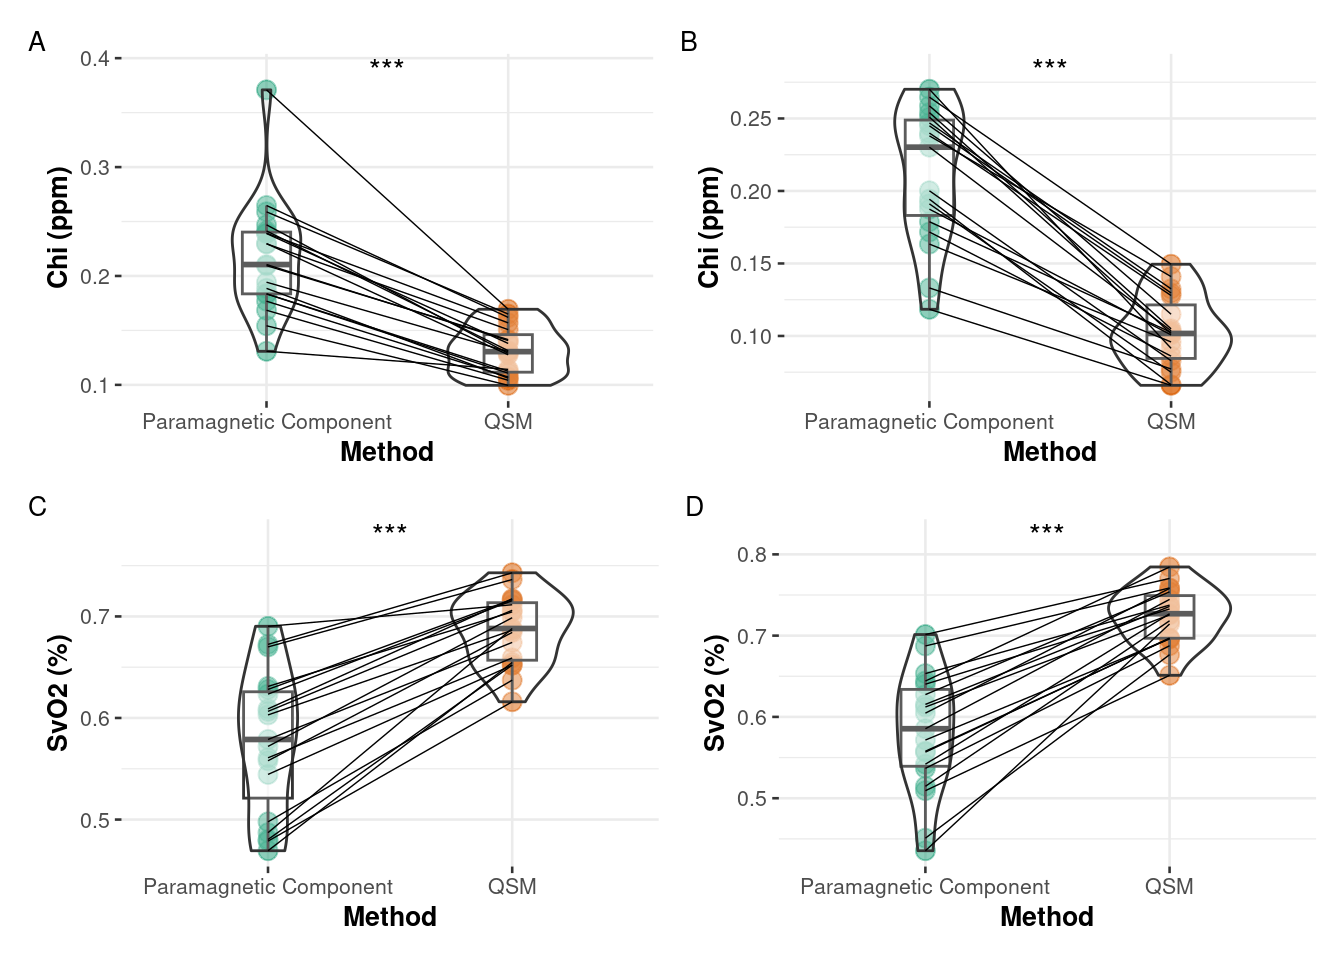 A
***
0.4
0.3
0.2
0.1
Chi (ppm)
Paramagnetic Component QSM
Method
B
***
0.25
0.20
0.15
0.10
Chi (ppm)
Paramagnetic Component QSM
Method
C
***
0.7
0.6
0.5
SvO2 (%)
Paramagnetic Component QSM
Method
D
***
0.8
0.7
0.6
0.5
SvO2 (%)
Paramagnetic Component QSM
Method